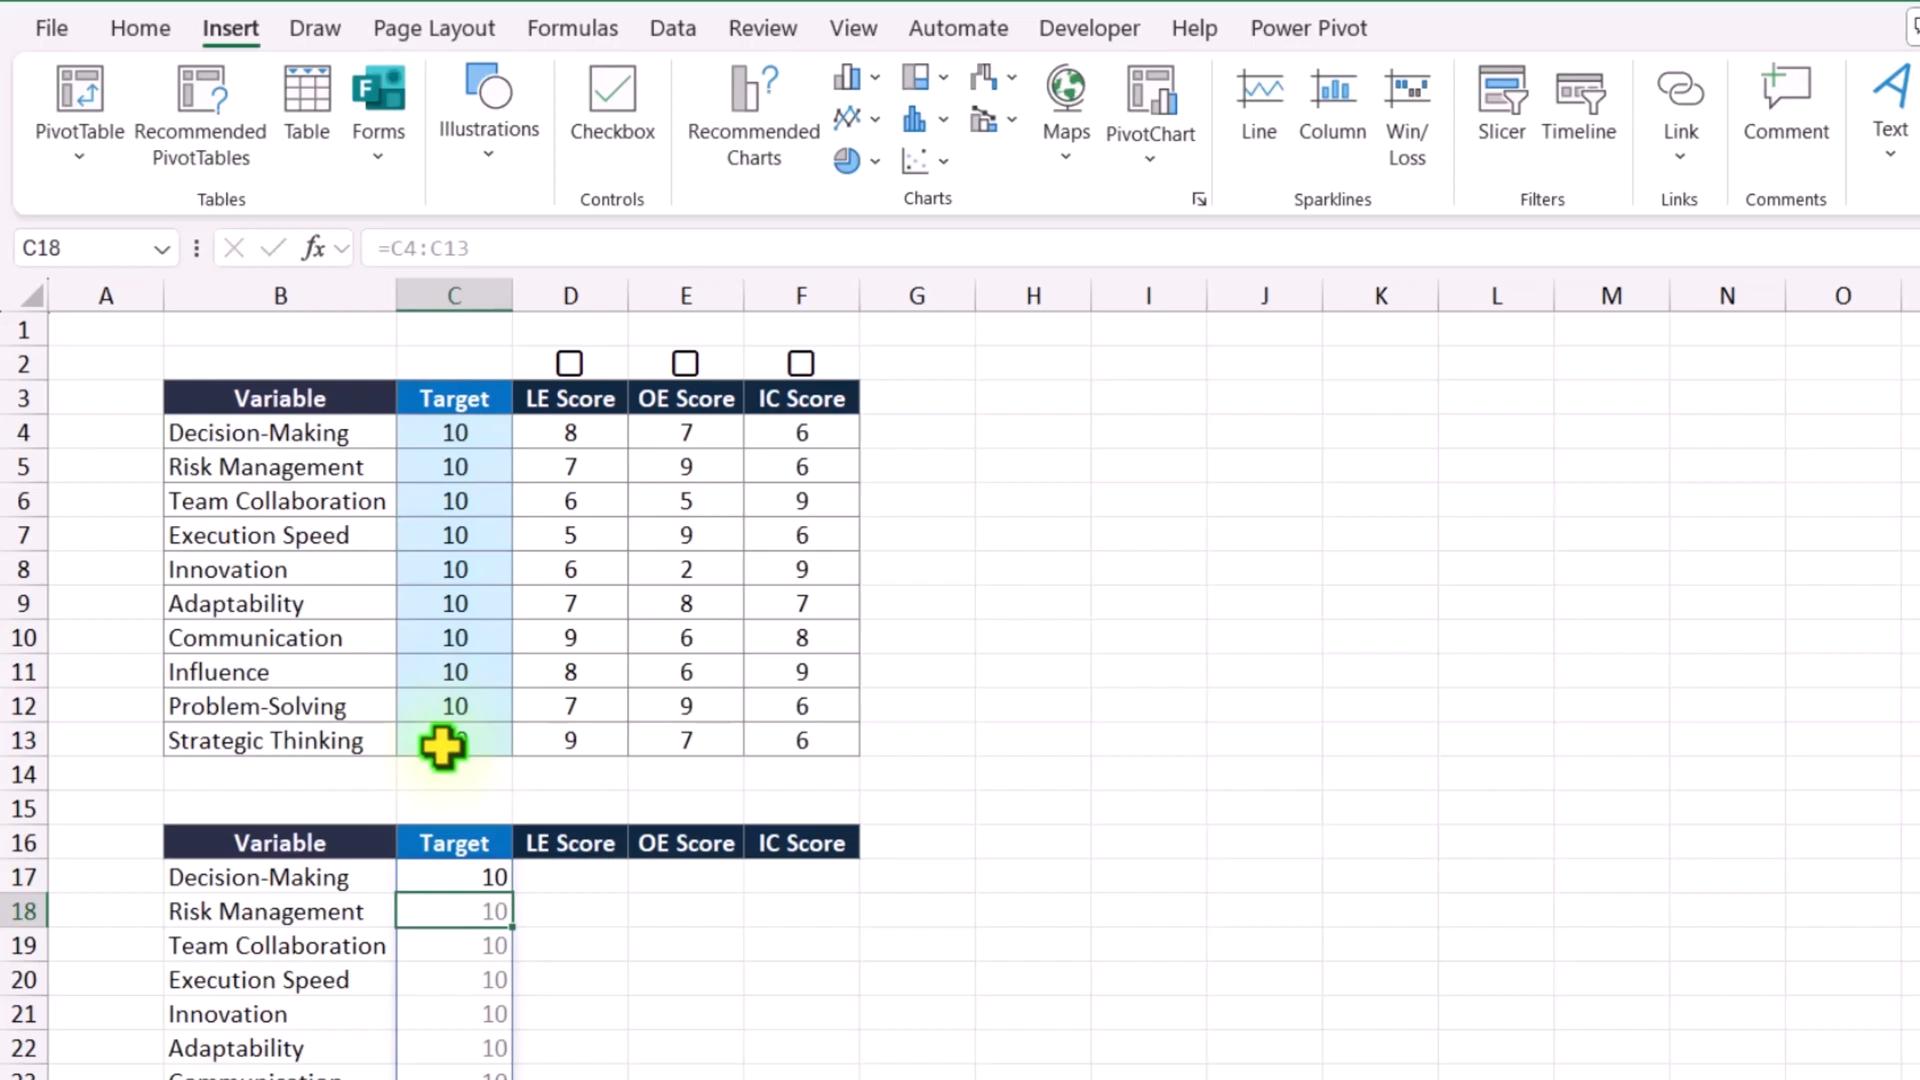 File Home Insert Draw Page Layout Formulas Data Review View Automate Developer Help Power Pivot
PivotTable Recommended PivotTables Table Forms Illustrations Checkbox Recommended Charts Maps PivotChart Line Column Win/Loss Slicer Timeline Link Comment Text
Tables Controls Charts Sparklines Filters Links Comments
C18 fx =C4:C13
A B C D E F G H I J K L M N O
1
2
3 Variable Target LE Score OE Score IC Score
4 Decision-Making 10 8 7 6
5 Risk Management 10 7 9 6
6 Team Collaboration 10 6 5 9
7 Execution Speed 10 5 9 6
8 Innovation 10 6 2 9
9 Adaptability 10 7 8 7
10 Communication 10 9 6 8
11 Influence 10 8 6 9
12 Problem-Solving 10 7 9 6
13 Strategic Thinking 9 7 6
14
15
16 Variable Target LE Score OE Score IC Score
17 Decision-Making 10
18 Risk Management 10
19 Team Collaboration 10
20 Execution Speed 10
21 Innovation 10
22 Adaptability 10